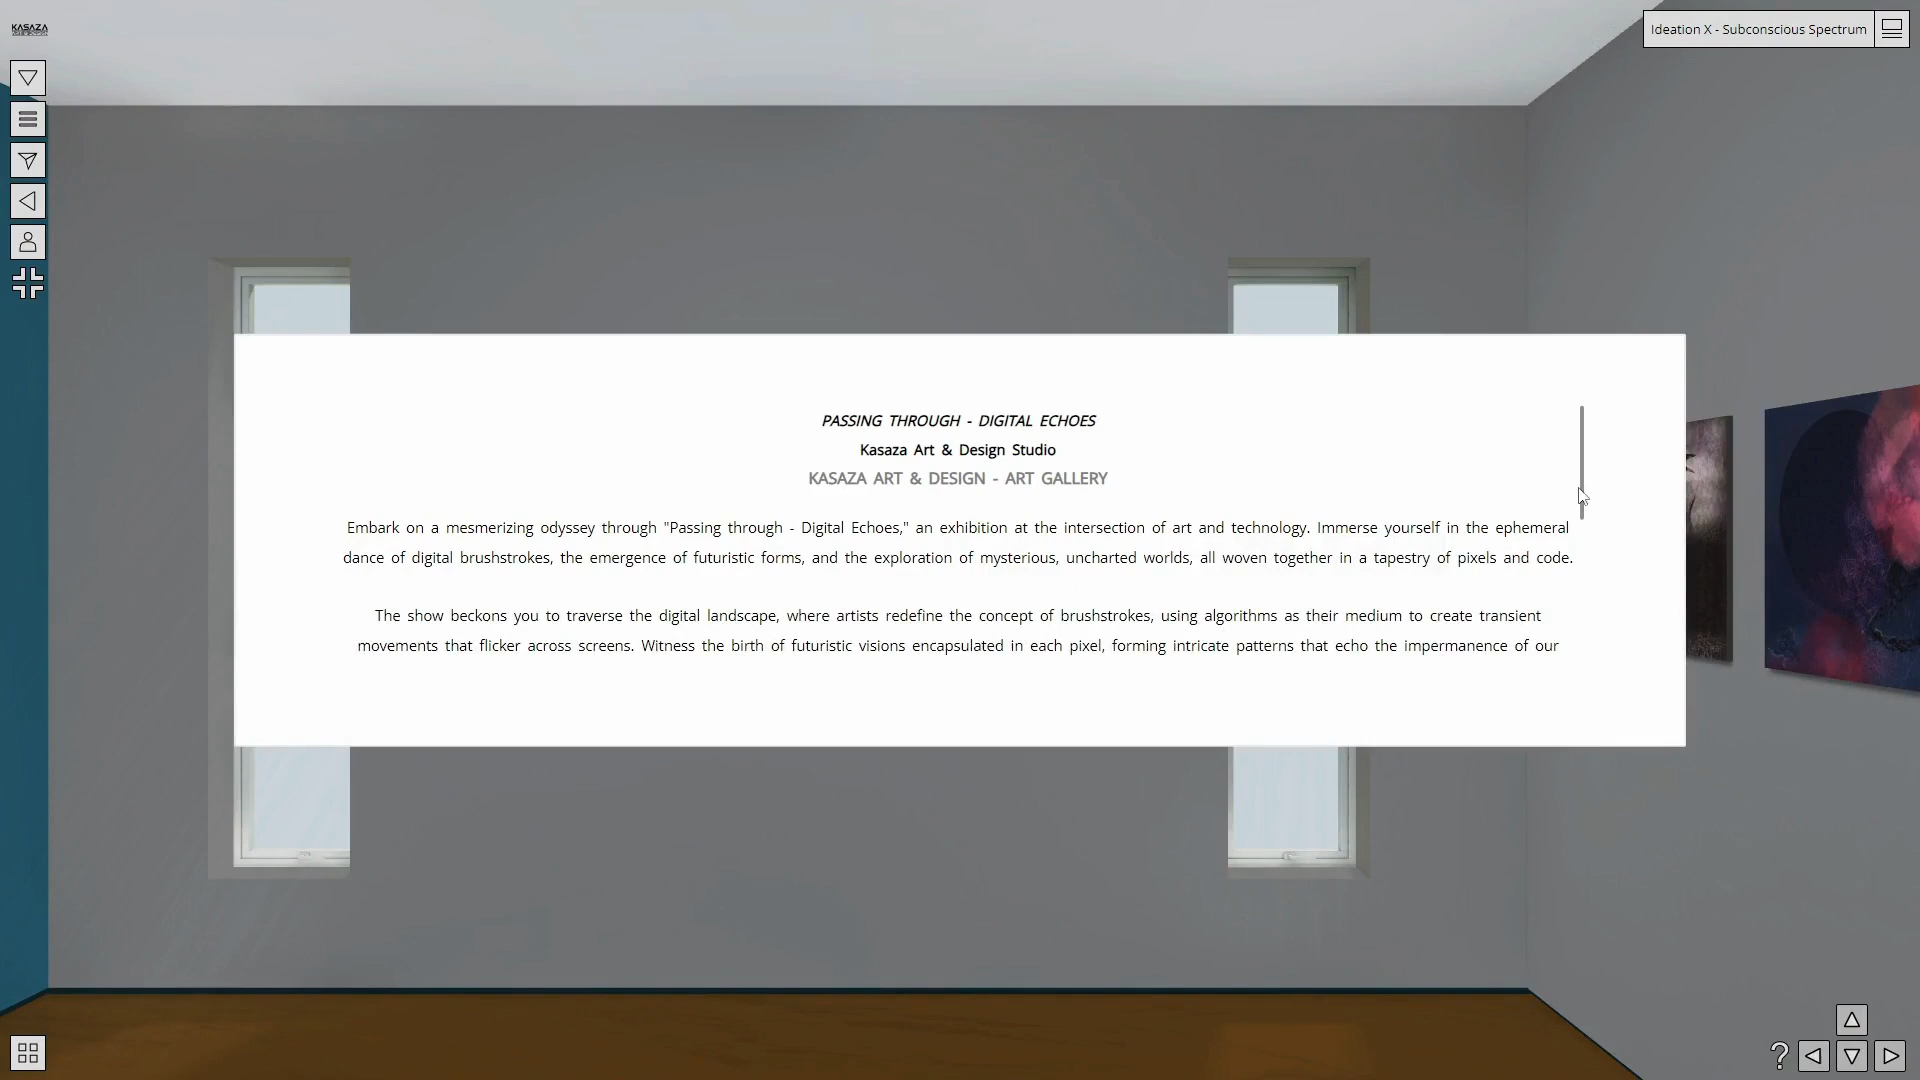 KASAZA
Ideation X - Subconscious Spectrum
PASSING THROUGH - DIGITAL ECHOES
Kasaza Art & Design Studio
KASAZA ART & DESIGN - ART GALLERY
Embark on a mesmerizing odyssey through "Passing through - Digital Echoes," an exhibition at the intersection of art and technology. Immerse yourself in the ephemeral
dance of digital brushstrokes, the emergence of futuristic forms, and the exploration of mysterious, uncharted worlds, all woven together in a tapestry of pixels and code.
The show beckons you to traverse the digital landscape, where artists redefine the concept of brushstrokes, using algorithms as their medium to create transient
movements that flicker across screens. Witness the birth of futuristic visions encapsulated in each pixel, forming intricate patterns that echo the impermanence of our
?